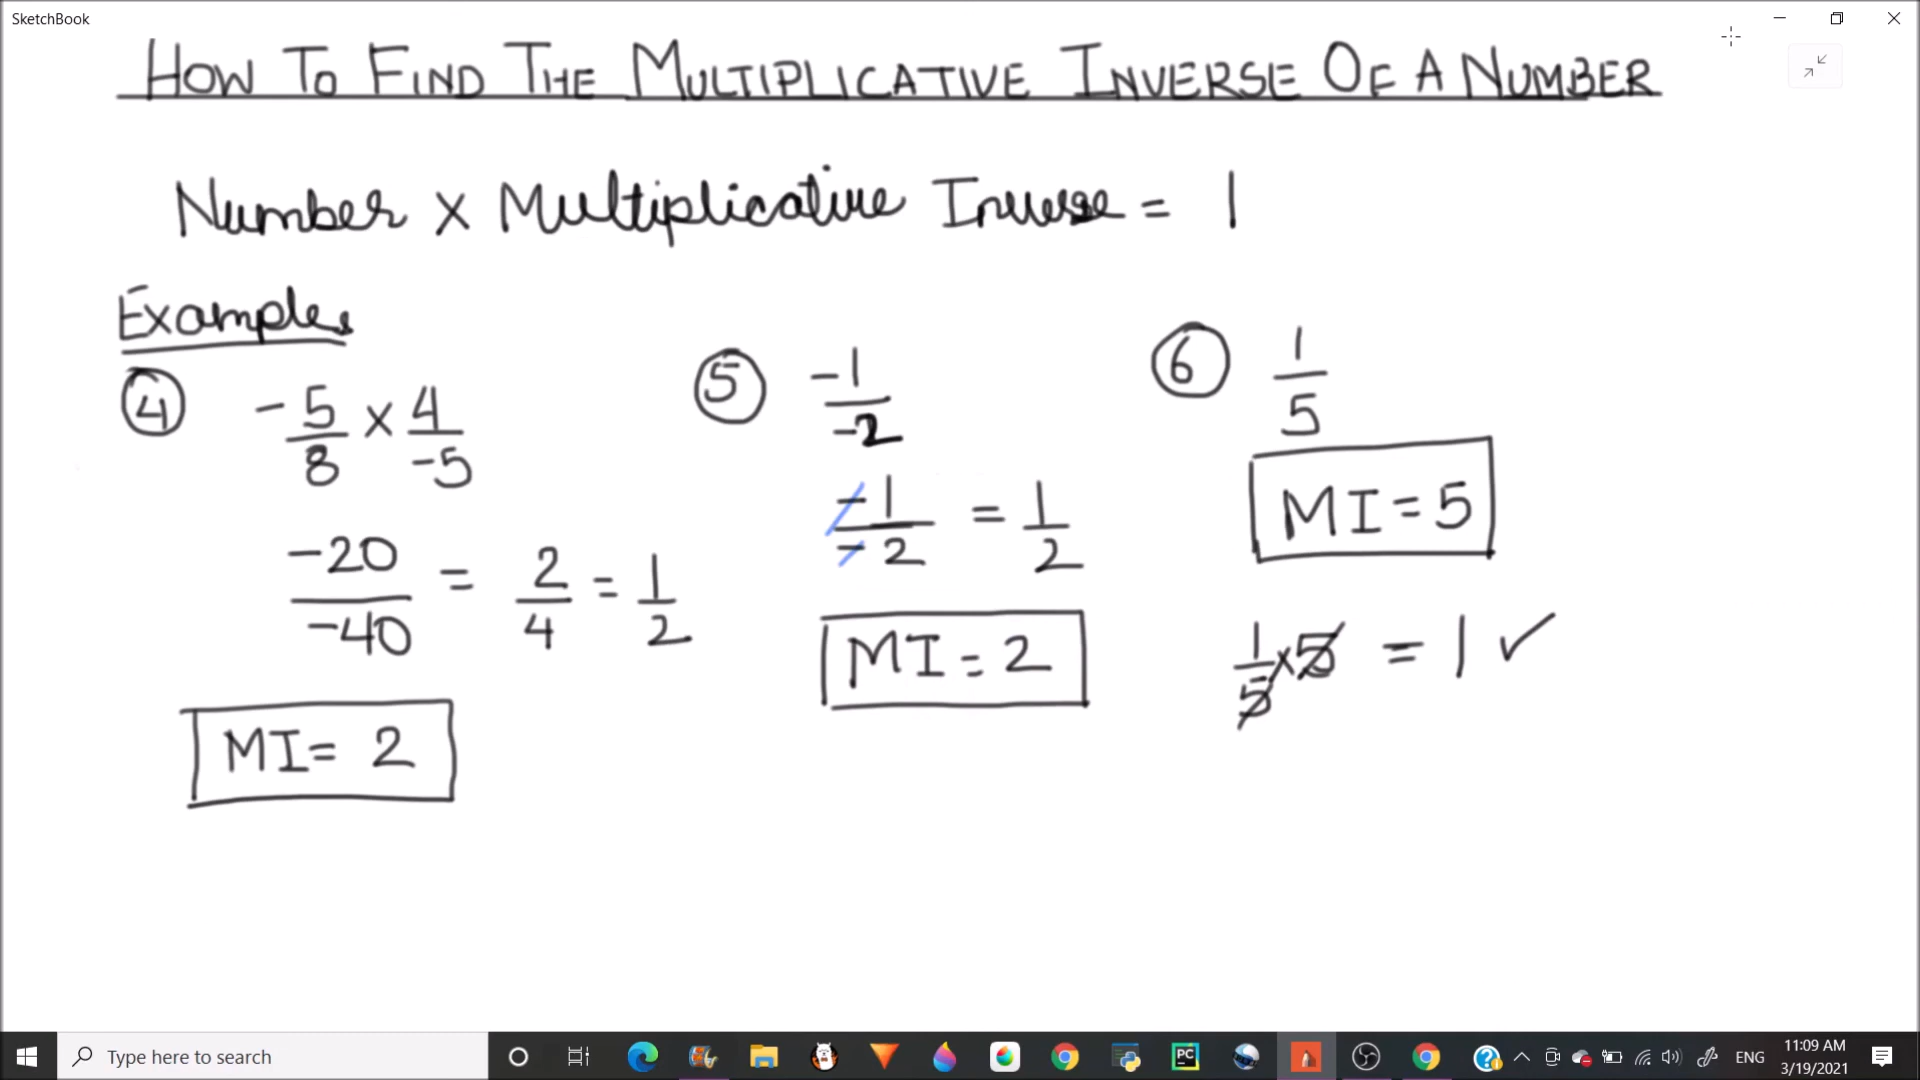 SketchBook
HOW TO FIND THE MULTIPLICATIVE INVERSE OF A NUMBER
Number X Multiplicative Inverse = 1
Examples
④ -5/8 x 4/-5
-20/-40 = 2/4 = 1/2
MI = 2
⑤ -1/-2
-1/-2 = 1/2
MI = 2
⑥ 1/5
MI = 5
1/5 x 5 = 1 ✓
Type here to search
PC
ENG
11:09 AM
3/19/2021